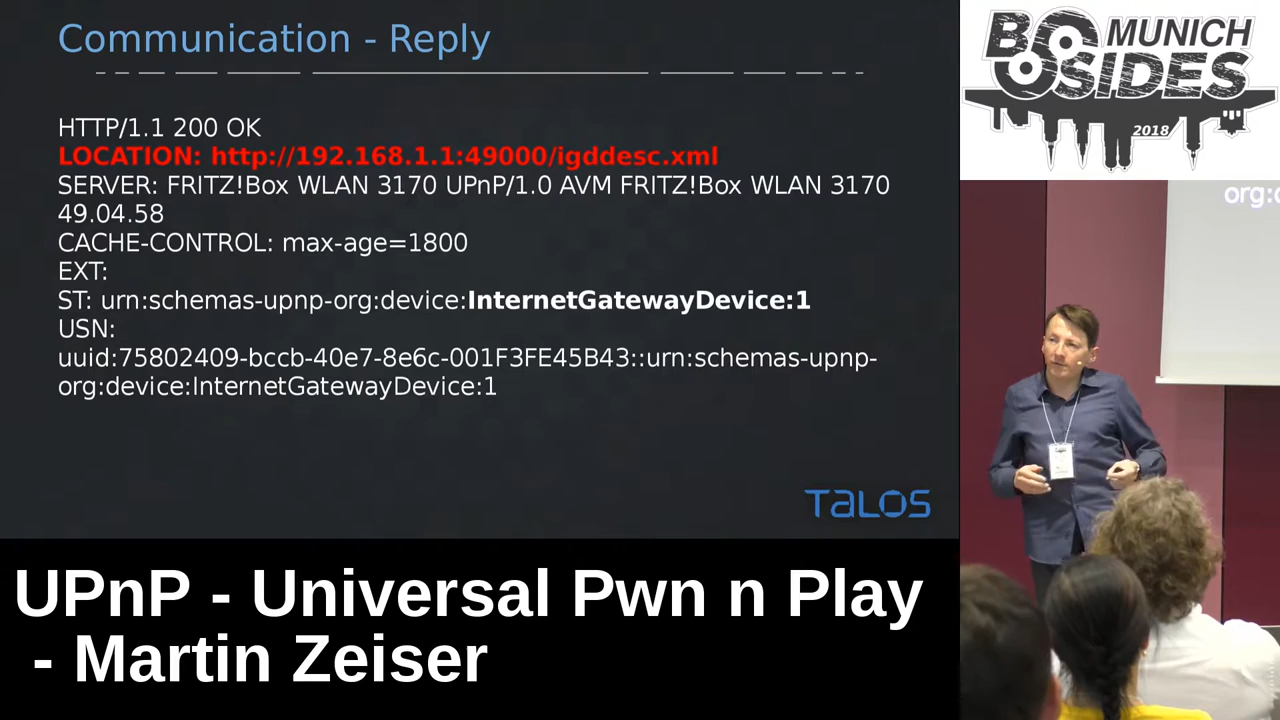 Communication - Reply
HTTP/1.1 200 OK
LOCATION: http://192.168.1.1:49000/igddesc.xml
SERVER: FRITZ!Box WLAN 3170 UPnP/1.0 AVM FRITZ!Box WLAN 3170
49.04.58
CACHE-CONTROL: max-age=1800
EXT:
ST: urn:schemas-upnp-org:device:InternetGatewayDevice:1
USN:
uuid:75802409-bccb-40e7-8e6c-001F3FE45B43::urn:schemas-upnp-
org:device:InternetGatewayDevice:1
TALOS
UPnP - Universal Pwn n Play
- Martin Zeiser
MUNICH
BSIDES
2018